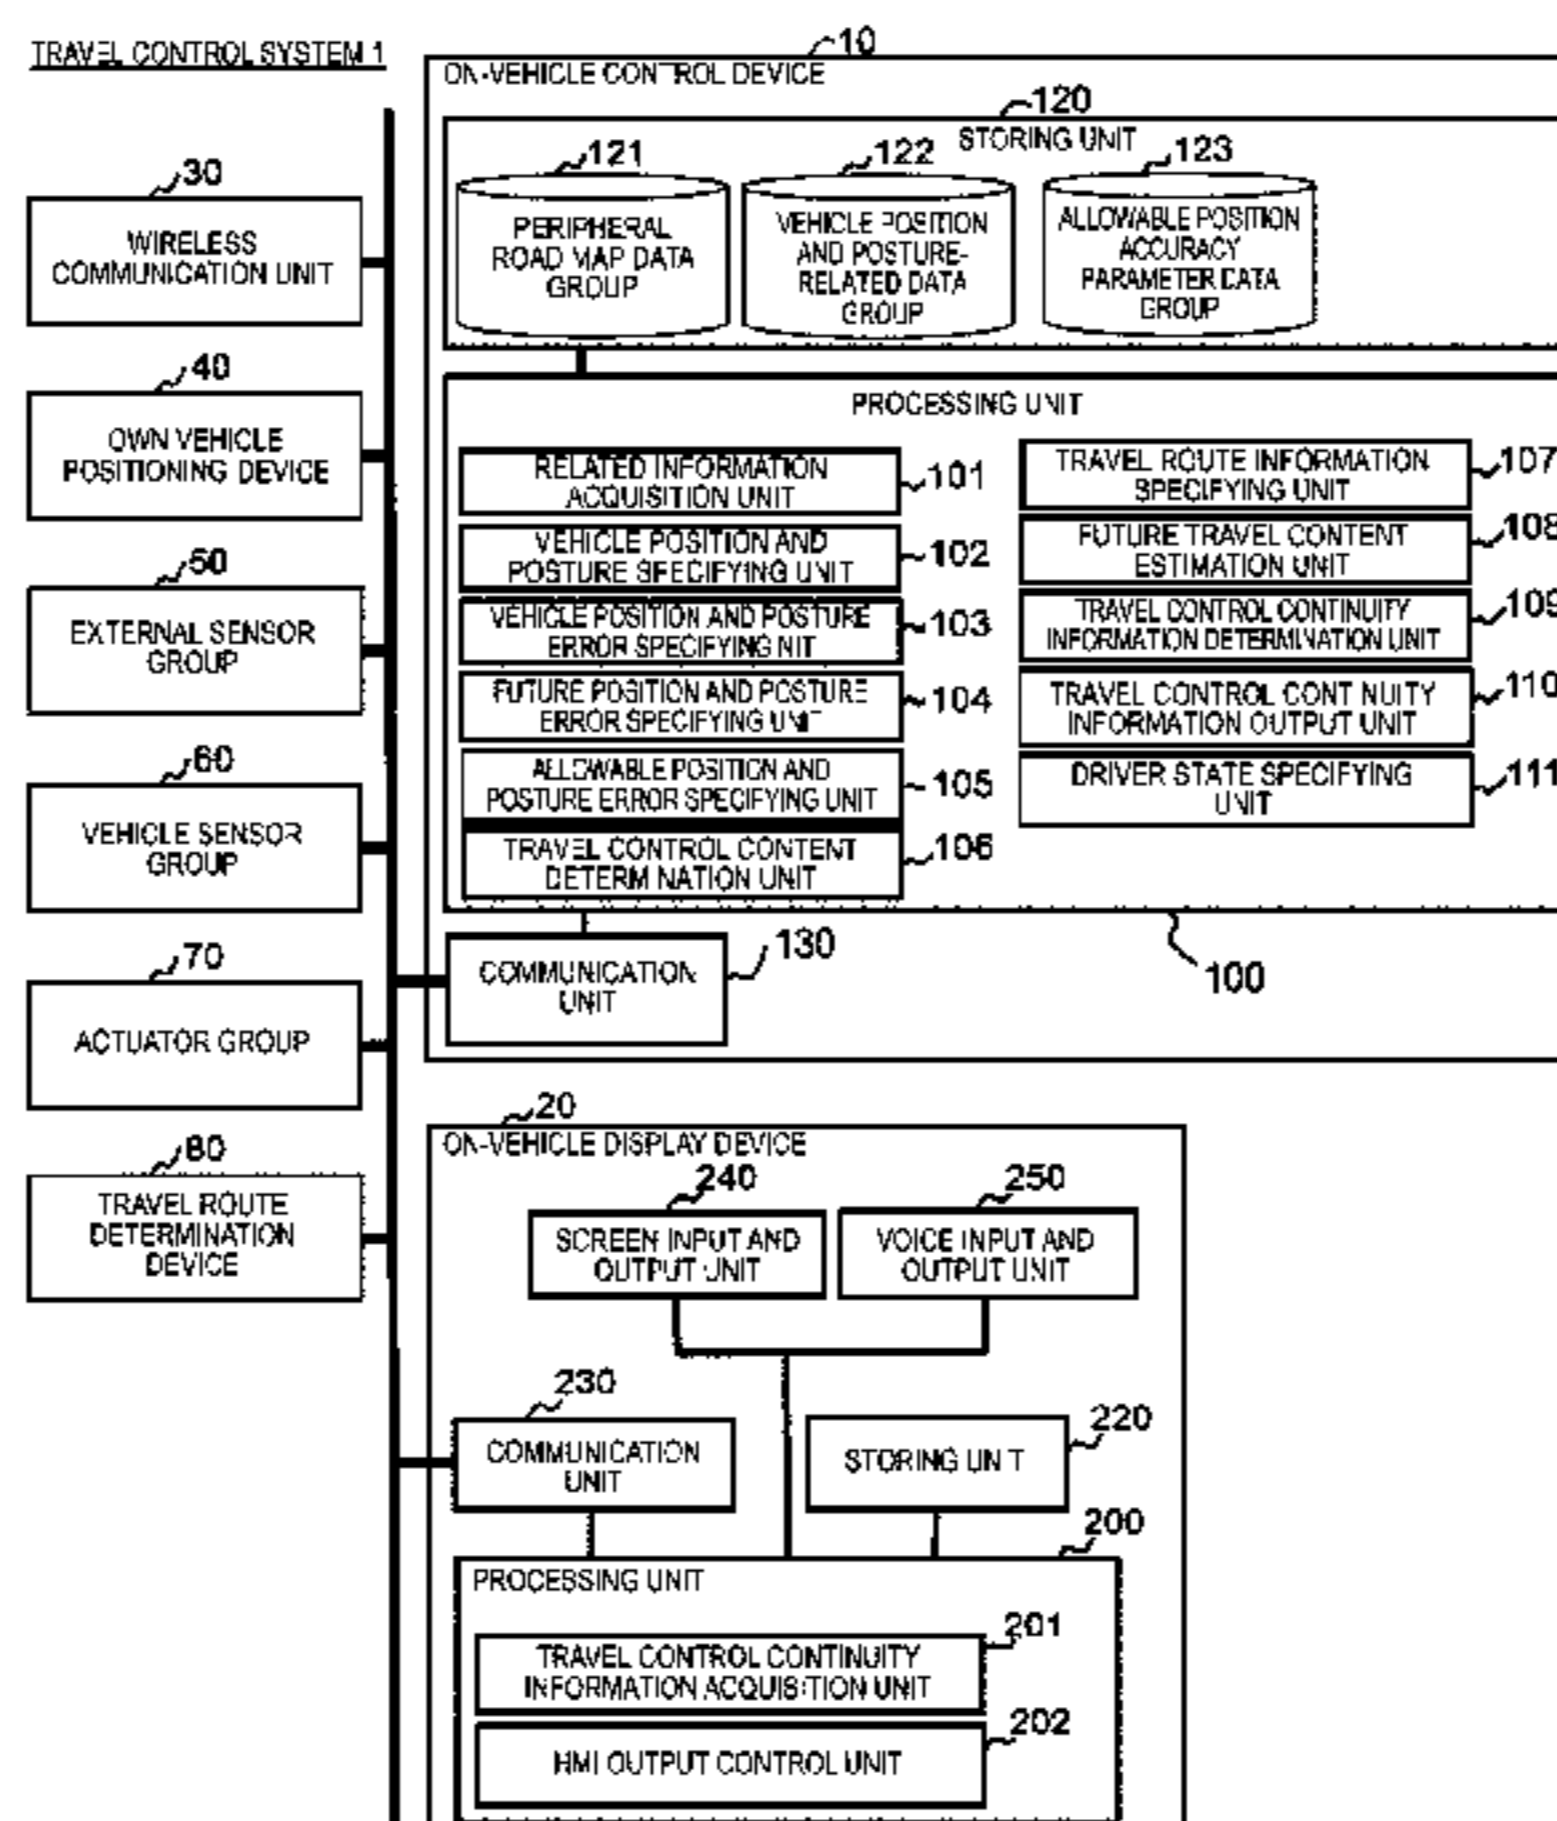 TRAVEL CONTROL SYSTEM 1
10
ON-VEHICLE CONTROL DEVICE
120
STORING UNIT
121
PERIPHERAL
ROAD MAP DATA
GROUP
122
VEHICLE POSITION
AND POSTURE-
RELATED DATA
GROUP
123
ALLOWABLE POSITION
ACCURACY
PARAMETER DATA
GROUP
30
WIRELESS
COMMUNICATION UNIT
40
OWN VEHICLE
POSITIONING DEVICE
50
EXTERNAL SENSOR
GROUP
60
VEHICLE SENSOR
GROUP
70
ACTUATOR GROUP
80
TRAVEL ROUTE
DETERMINATION
DEVICE
PROCESSING UNIT
RELATED INFORMATION
ACQUISITION UNIT
101
VEHICLE POSITION AND
POSTURE SPECIFYING UNIT
102
VEHICLE POSITION AND POSTURE
ERROR SPECIFYING NIT
103
FUTURE POSITION AND POSTURE
ERROR SPECIFYING UNIT
104
ALLOWABLE POSITION AND
POSTURE ERROR SPECIFYING UNIT
105
TRAVEL CONTROL CONTENT
DETERMINATION UNIT
106
TRAVEL ROUTE INFORMATION
SPECIFYING UNIT
107
FUTURE TRAVEL CONTENT
ESTIMATION UNIT
108
TRAVEL CONTROL CONTINUITY
INFORMATION DETERMINATION UNIT
109
TRAVEL CONTROL CONTINUITY
INFORMATION OUTPUT UNIT
110
DRIVER STATE SPECIFYING
UNIT
111
100
COMMUNICATION
UNIT
130
20
ON-VEHICLE DISPLAY DEVICE
240
SCREEN INPUT AND
OUTPUT UNIT
250
VOICE INPUT AND
OUTPUT UNIT
230
COMMUNICATION
UNIT
220
STORING UNIT
200
PROCESSING UNIT
201
TRAVEL CONTROL CONTINUITY
INFORMATION ACQUISITION UNIT
202
HMI OUTPUT CONTROL UNIT